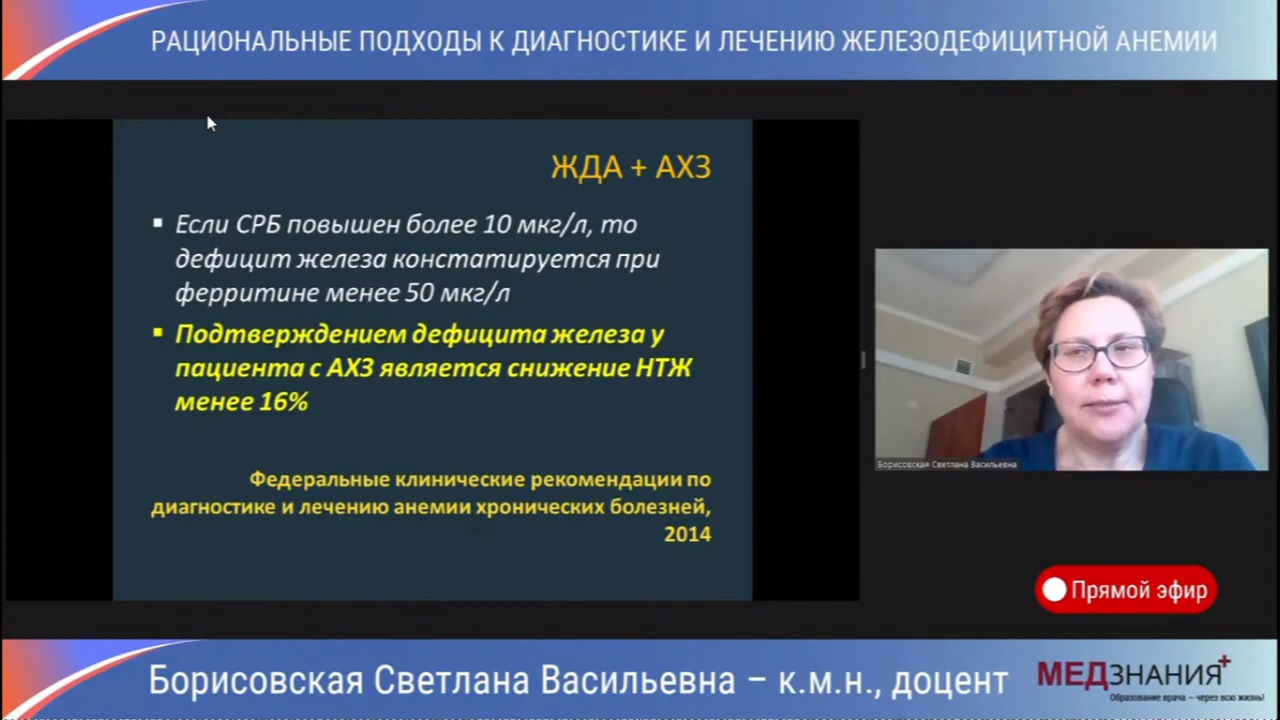 РАЦИОНАЛЬНЫЕ ПОДХОДЫ К ДИАГНОСТИКЕ И ЛЕЧЕНИЮ ЖЕЛЕЗОДЕФИЦИТНОЙ АНЕМИИ
ЖДА + АХЗ
Если СРБ повышен более 10 мкг/л, то
дефицит железа констатируется при
ферритине менее 50 мкг/л
Подтверждением дефицита железа у
пациента с АХЗ является снижение НТЖ
менее 16%
Федеральные клинические рекомендации по
диагностике и лечению анемии хронических болезней,
2014
Борисовская Светлана Васильевна
Прямой эфир
Борисовская Светлана Васильевна – к.м.н., доцент
МЕДЗНАНИЯ+
Образование врача – через всю жизнь!